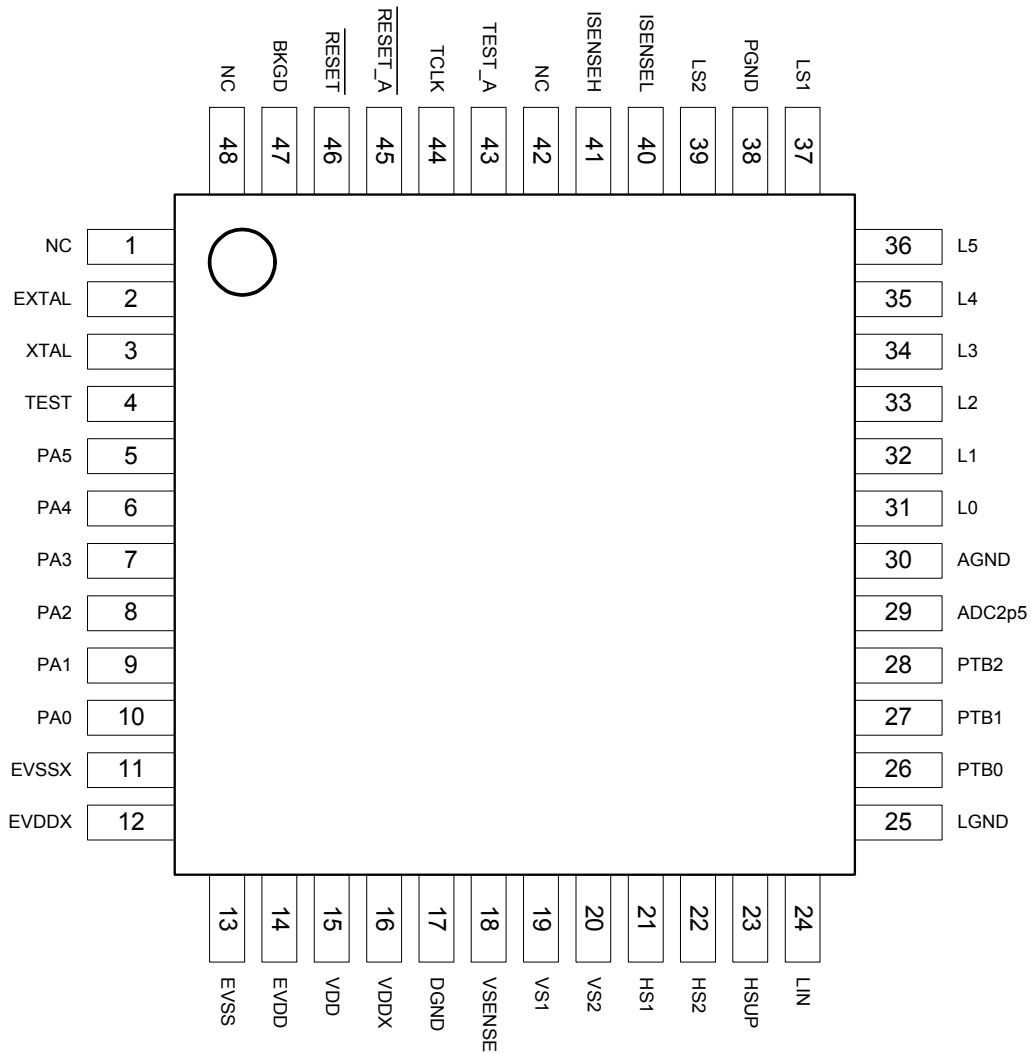 NC
BKGD
RESET
RESET_A
TCLK
TEST_A
NC
ISENSEH
ISENSEL
LS2
PGND
LS1
48
47
46
45
44
43
42
41
40
39
38
37
NC 1
EXTAL 2
XTAL 3
TEST 4
PA5 5
PA4 6
PA3 7
PA2 8
PA1 9
PA0 10
EVSSX 11
EVDDX 12
36 L5
35 L4
34 L3
33 L2
32 L1
31 L0
30 AGND
29 ADC2p5
28 PTB2
27 PTB1
26 PTB0
25 LGND
13
14
15
16
17
18
19
20
21
22
23
24
EVSS
EVDD
VDD
VDDX
DGND
VSENSE
VS1
VS2
HS1
HS2
HSUP
LIN